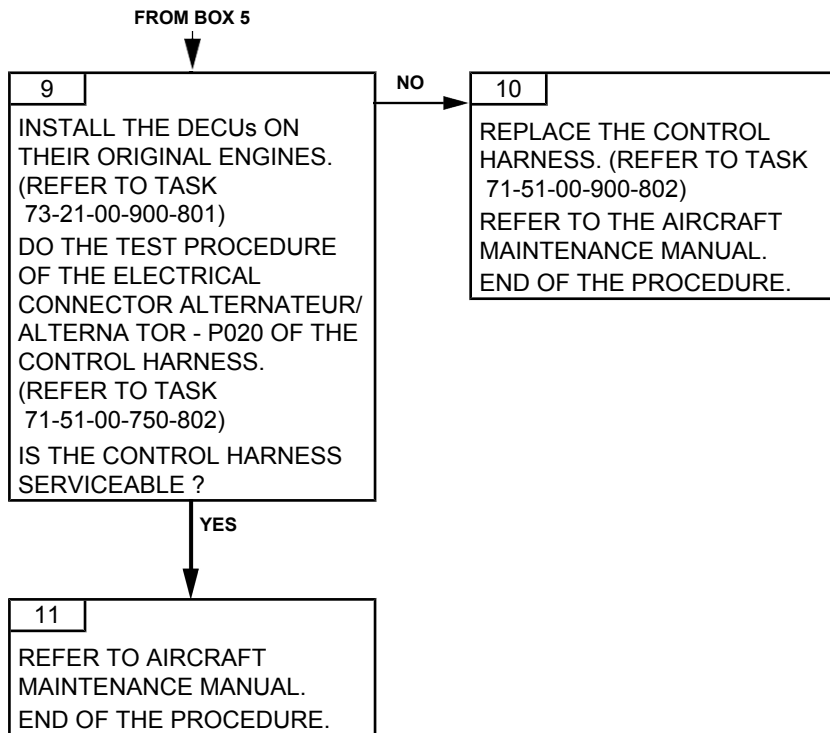 FROM BOX 5
9
INSTALL THE DECUs ON
THEIR ORIGINAL ENGINES.
(REFER TO TASK
73-21-00-900-801)
DO THE TEST PROCEDURE
OF THE ELECTRICAL
CONNECTOR ALTERNATEUR/
ALTERNA TOR - P020 OF THE
CONTROL HARNESS.
(REFER TO TASK
71-51-00-750-802)
IS THE CONTROL HARNESS
SERVICEABLE ?
NO
10
REPLACE THE CONTROL
HARNESS. (REFER TO TASK
71-51-00-900-802)
REFER TO THE AIRCRAFT
MAINTENANCE MANUAL.
END OF THE PROCEDURE.
YES
11
REFER TO AIRCRAFT
MAINTENANCE MANUAL.
END OF THE PROCEDURE.